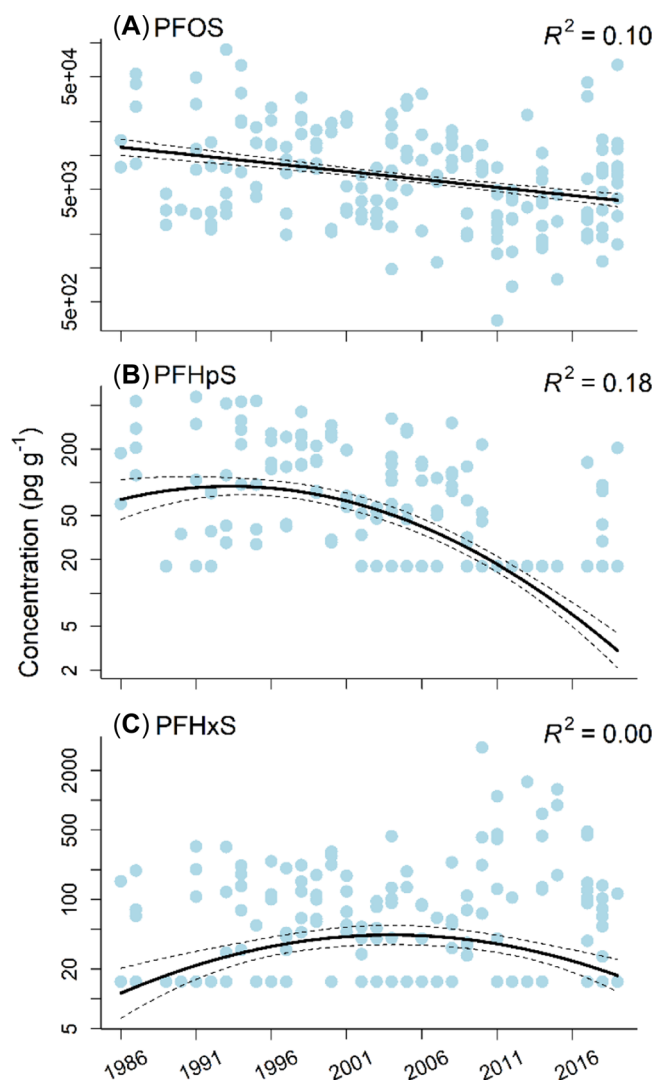 (A) PFOS
R² = 0.10
5e+04
5e+03
5e+02
(B) PFHpS
R² = 0.18
200
50
20
5
2
Concentration (pg g⁻¹)
(C) PFHxS
R² = 0.00
2000
500
100
20
5
1986 1991 1996 2001 2006 2011 2016